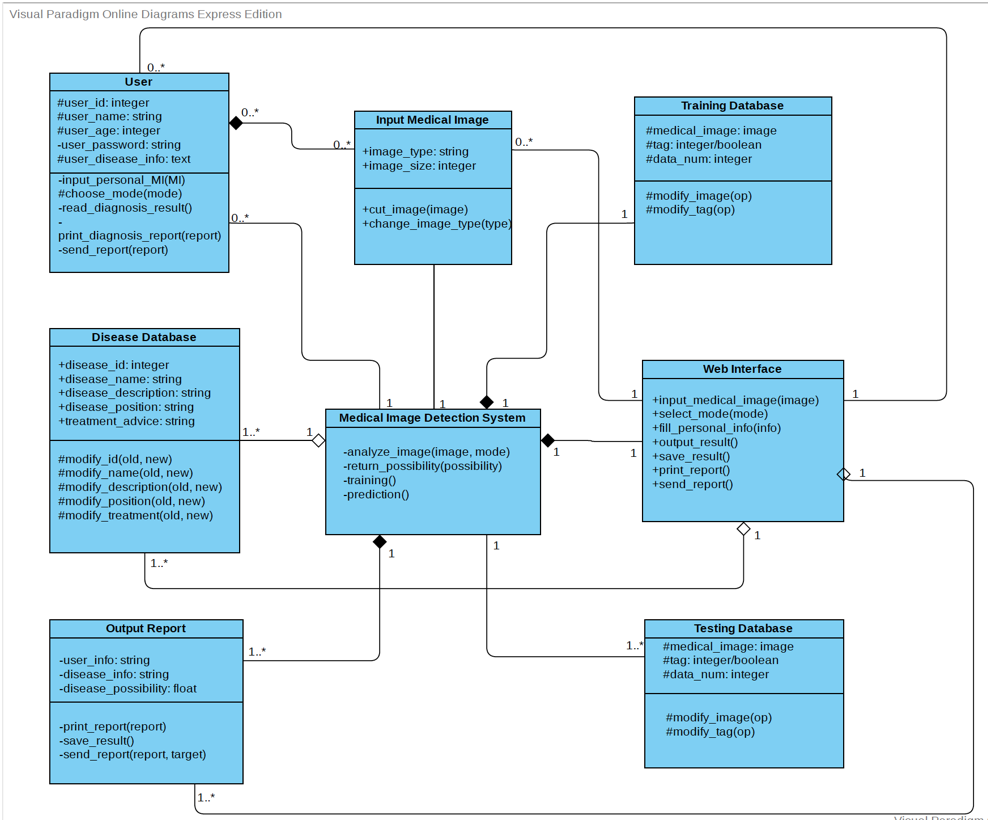 Visual Paradigm Online Diagrams Express Edition
0..*
User
#user_id: integer
#user_name: string
#user_age: integer
-user_password: string
#user_disease_info: text
-input_personal_MI(MI)
#choose_mode(mode)
-read_diagnosis_result()
-
print_diagnosis_report(report)
-send_report(report)
0..*
0..*
0..*
Input Medical Image
+image_type: string
+image_size: integer
+cut_image(image)
+change_image_type(type)
0..*
Training Database
#medical_image: image
#tag: integer/boolean
#data_num: integer
#modify_image(op)
#modify_tag(op)
1
Disease Database
+disease_id: integer
+disease_name: string
+disease_description: string
+disease_position: string
+treatment_advice: string
#modify_id(old, new)
#modify_name(old, new)
#modify_description(old, new)
#modify_position(old, new)
#modify_treatment(old, new)
1..*
1
1..*
1
1
1
Medical Image Detection System
-analyze_image(image, mode)
-return_possibility(possibility)
-training()
-prediction()
1
1
1
1
Web Interface
+input_medical_image(image)
+select_mode(mode)
+fill_personal_info(info)
+output_result()
+save_result()
+print_report()
+send_report()
1
1
1
1
1
Output Report
-user_info: string
-disease_info: string
-disease_possibility: float
-print_report(report)
-save_result()
-send_report(report, target)
1..*
1..*
1..*
Testing Database
#medical_image: image
#tag: integer/boolean
#data_num: integer
#modify_image(op)
#modify_tag(op)
Visual Paradigm